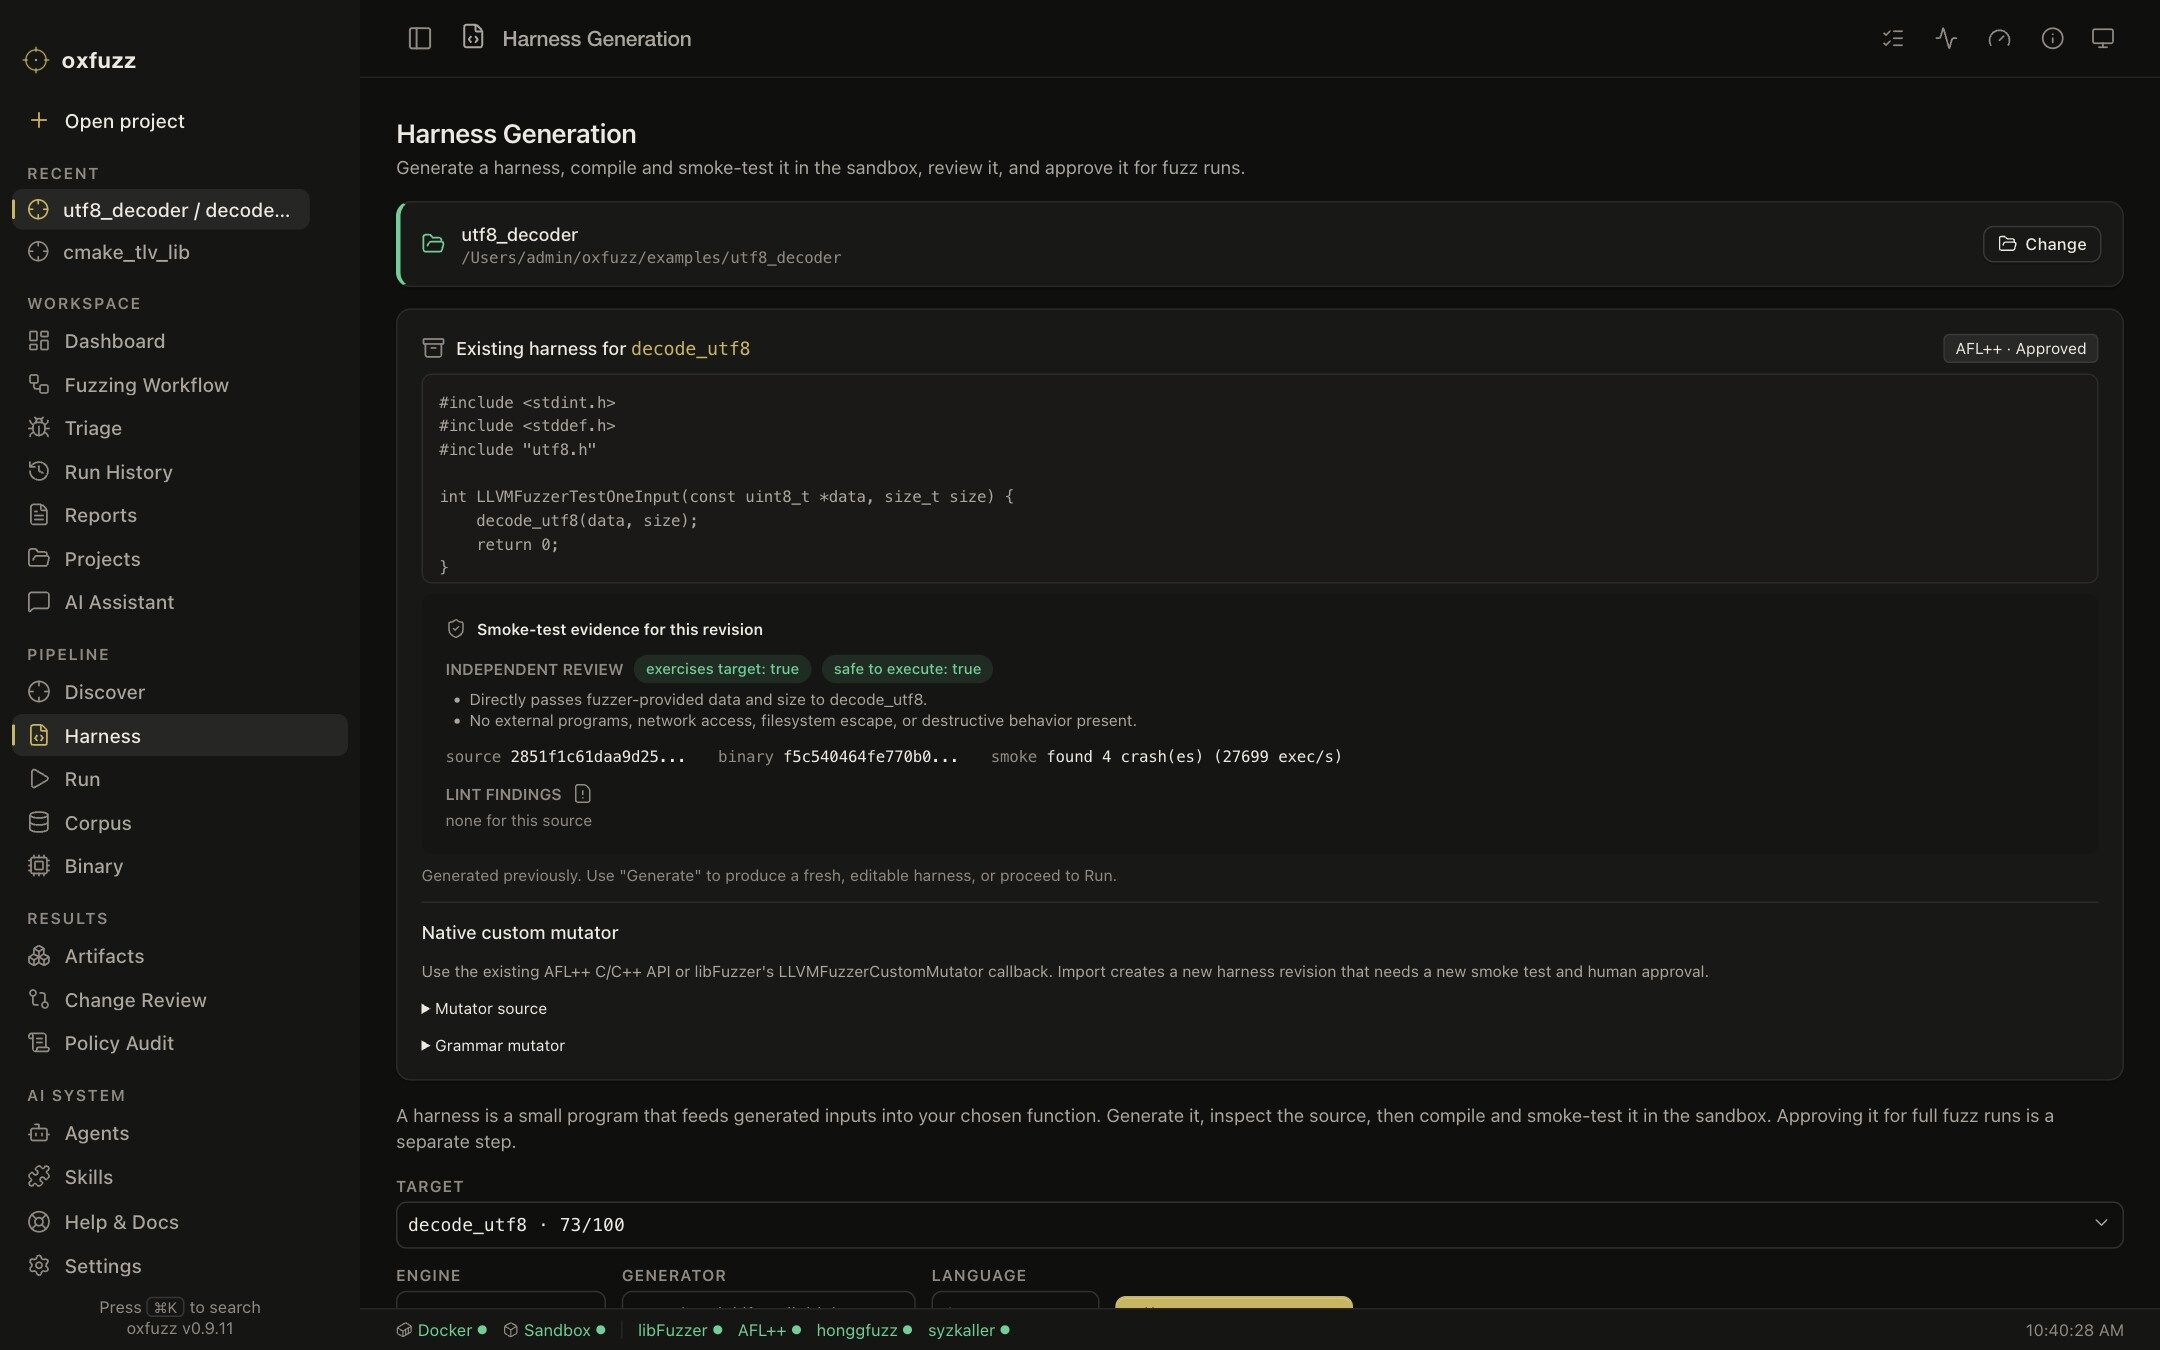 oxfuzz
Open project
RECENT
utf8_decoder / decode...
cmake_tlv_lib
WORKSPACE
Dashboard
Fuzzing Workflow
Triage
Run History
Reports
Projects
AI Assistant
PIPELINE
Discover
Harness
Run
Corpus
Binary
RESULTS
Artifacts
Change Review
Policy Audit
AI SYSTEM
Agents
Skills
Help & Docs
Settings
Press ⌘K to search
oxfuzz v0.9.11
Harness Generation
Harness Generation
Generate a harness, compile and smoke-test it in the sandbox, review it, and approve it for fuzz runs.
utf8_decoder
/Users/admin/oxfuzz/examples/utf8_decoder
Change
Existing harness for decode_utf8
AFL++ · Approved
#include <stdint.h>
#include <stddef.h>
#include "utf8.h"
int LLVMFuzzerTestOneInput(const uint8_t *data, size_t size) {
    decode_utf8(data, size);
    return 0;
}
Smoke-test evidence for this revision
INDEPENDENT REVIEW exercises target: true safe to execute: true
• Directly passes fuzzer-provided data and size to decode_utf8.
• No external programs, network access, filesystem escape, or destructive behavior present.
source 2851f1c61daa9d25... binary f5c540464fe770b0... smoke found 4 crash(es) (27699 exec/s)
LINT FINDINGS
none for this source
Generated previously. Use "Generate" to produce a fresh, editable harness, or proceed to Run.
Native custom mutator
Use the existing AFL++ C/C++ API or libFuzzer's LLVMFuzzerCustomMutator callback. Import creates a new harness revision that needs a new smoke test and human approval.
Mutator source
Grammar mutator
A harness is a small program that feeds generated inputs into your chosen function. Generate it, inspect the source, then compile and smoke-test it in the sandbox. Approving it for full fuzz runs is a
separate step.
TARGET
decode_utf8 · 73/100
ENGINE GENERATOR LANGUAGE
Docker Sandbox libFuzzer AFL++ honggfuzz syzkaller
10:40:28 AM